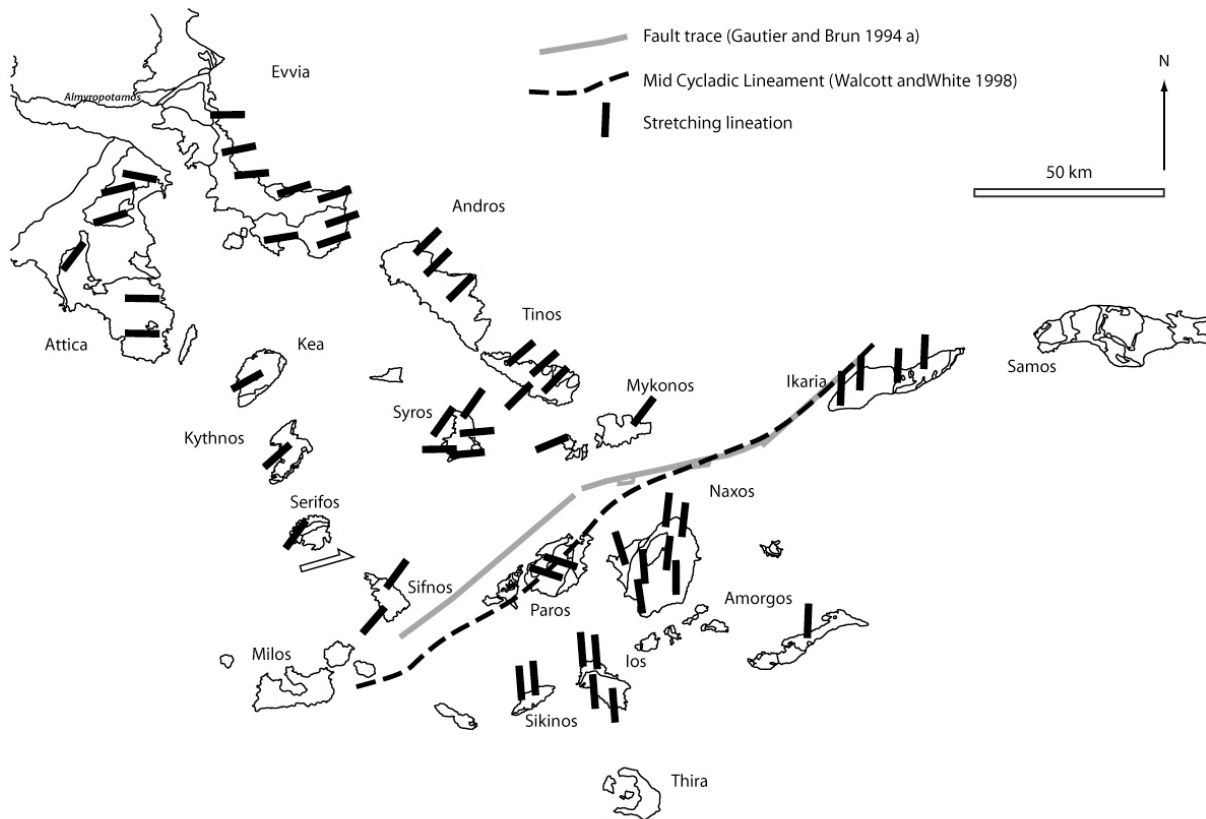 Fault trace (Gautier and Brun 1994 a)
Mid Cycladic Lineament (Walcott andWhite 1998)
Stretching lineation
N
50 km
Evvia
Almyropotamos
Andros
Tinos
Attica
Kea
Mykonos
Ikaria
Samos
Syros
Kythnos
Naxos
Serifos
Sifnos
Paros
Amorgos
Milos
Ios
Sikinos
Thira